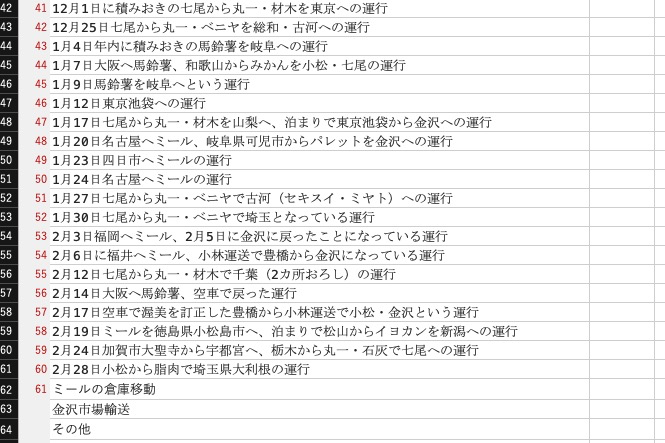 42 41 12月1日に積みおきの七尾から丸一・材木を東京への運行
43 42 12月25日七尾から丸一・ベニヤを総和・古河への運行
44 43 1月4日年内に積みおきの馬鈴薯を岐阜への運行
45 44 1月7日大阪へ馬鈴薯、和歌山からみかんを小松・七尾の運行
46 45 1月9日馬鈴薯を岐阜へという運行
47 46 1月12日東京池袋への運行
48 47 1月17日七尾から丸一・材木を山梨へ、泊まりで東京池袋から金沢への運行
49 48 1月20日名古屋へミール、岐阜県可児市からパレットを金沢への運行
50 49 1月23日四日市へミールの運行
51 50 1月24日名古屋へミールの運行
52 51 1月27日七尾から丸一・ベニヤで古河（セキスイ・ミヤト）への運行
53 52 1月30日七尾から丸一・ベニヤで埼玉となっている運行
54 53 2月3日福岡へミール、2月5日に金沢に戻ったことになっている運行
55 54 2月6日に福井へミール、小林運送で豊橋から金沢になっている運行
56 55 2月12日七尾から丸一・材木で千葉（2カ所おろし）の運行
57 56 2月14日大阪へ馬鈴薯、空車で戻った運行
58 57 2月17日空車で渥美を訂正した豊橋から小林運送で小松・金沢という運行
59 58 2月19日ミールを徳島県小松島市へ、泊まりで松山からイヨカンを新潟への運行
60 59 2月24日加賀市大聖寺から宇都宮へ、栃木から丸一・石灰で七尾への運行
61 60 2月28日小松から脂肉で埼玉県大利根の運行
62 61 ミールの倉庫移動
63 金沢市場輸送
64 その他